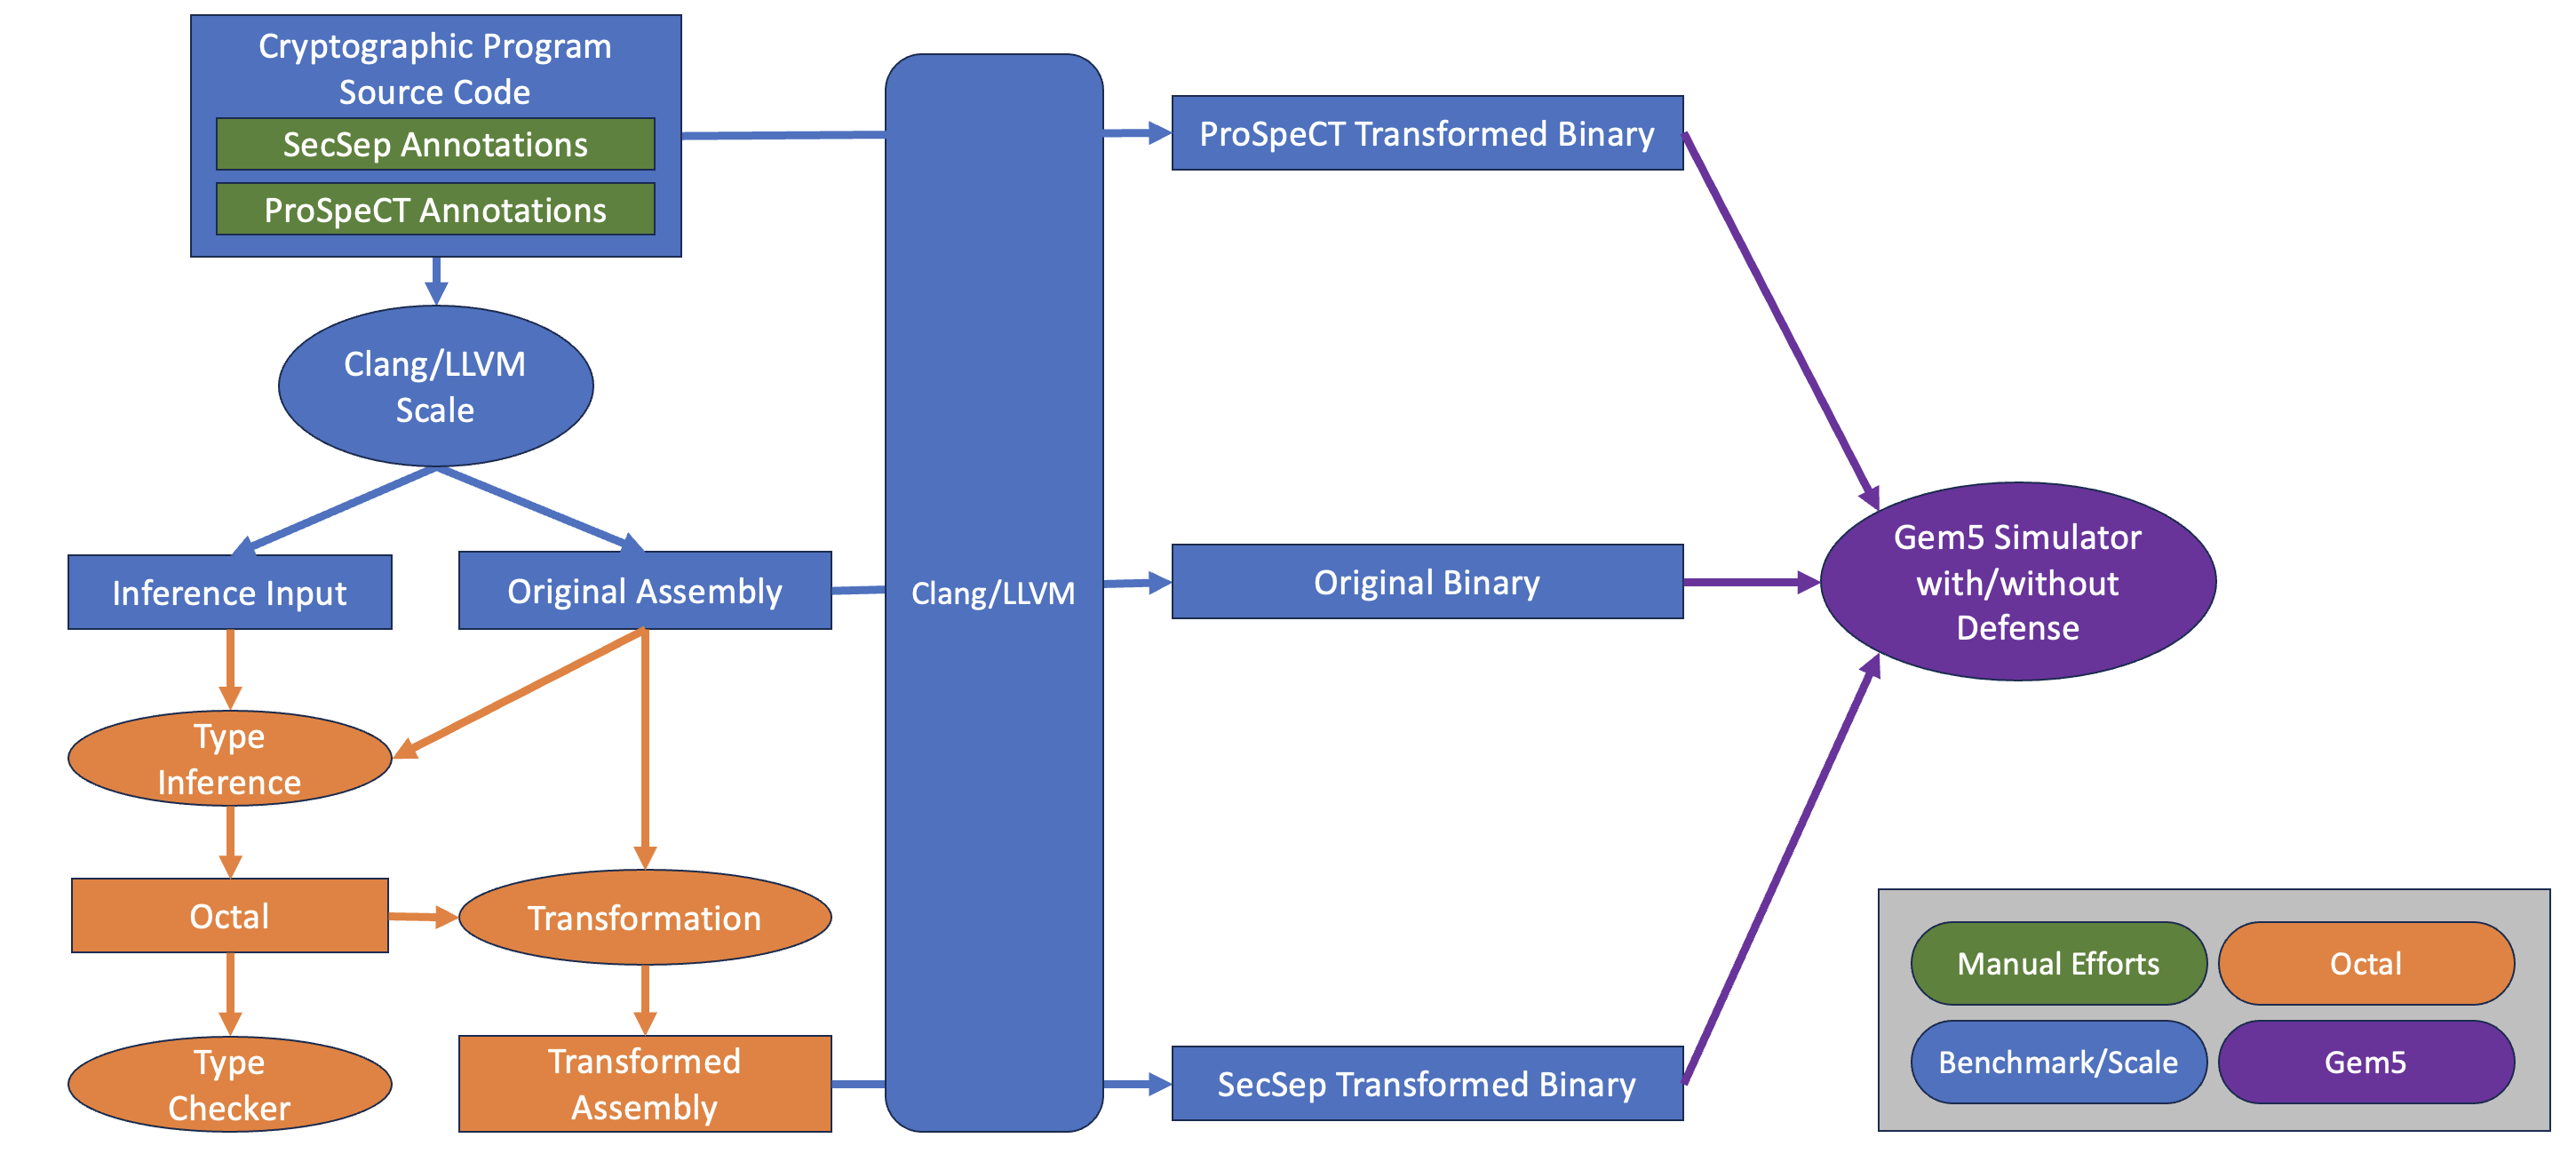 Cryptographic Program
Source Code
SecSep Annotations
ProSpeCT Annotations
Clang/LLVM
Scale
Inference Input
Original Assembly
Type
Inference
Octal
Transformation
Type
Checker
Transformed
Assembly
Clang/LLVM
ProSpeCT Transformed Binary
Original Binary
SecSep Transformed Binary
Gem5 Simulator
with/without
Defense
Manual Efforts
Octal
Benchmark/Scale
Gem5